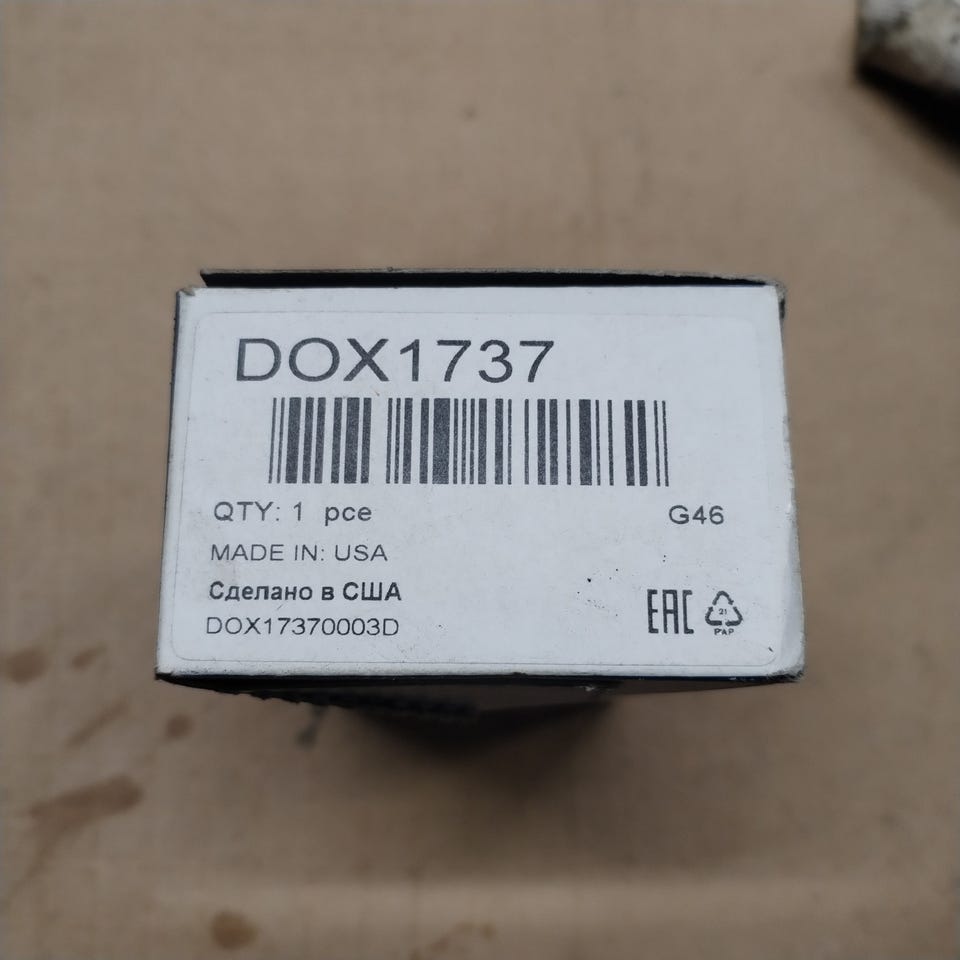 DOX1737
QTY: 1 pce
G46
MADE IN: USA
Сделано в США
DOX17370003D
EAC
21
PAP